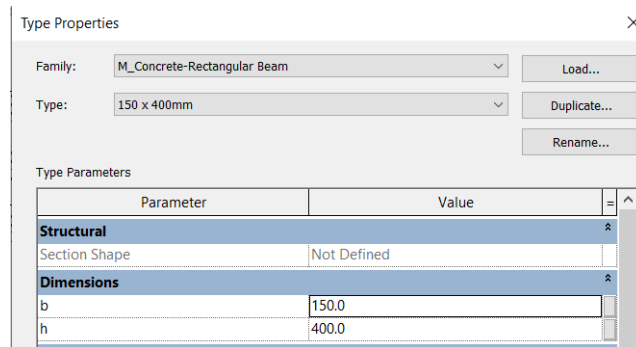 Type Properties
Family: M_Concrete-Rectangular Beam Load...
Type: 150 x 400mm Duplicate...
Rename...
Type Parameters
Parameter Value =
Structural
Section Shape Not Defined
Dimensions
b 150.0
h 400.0